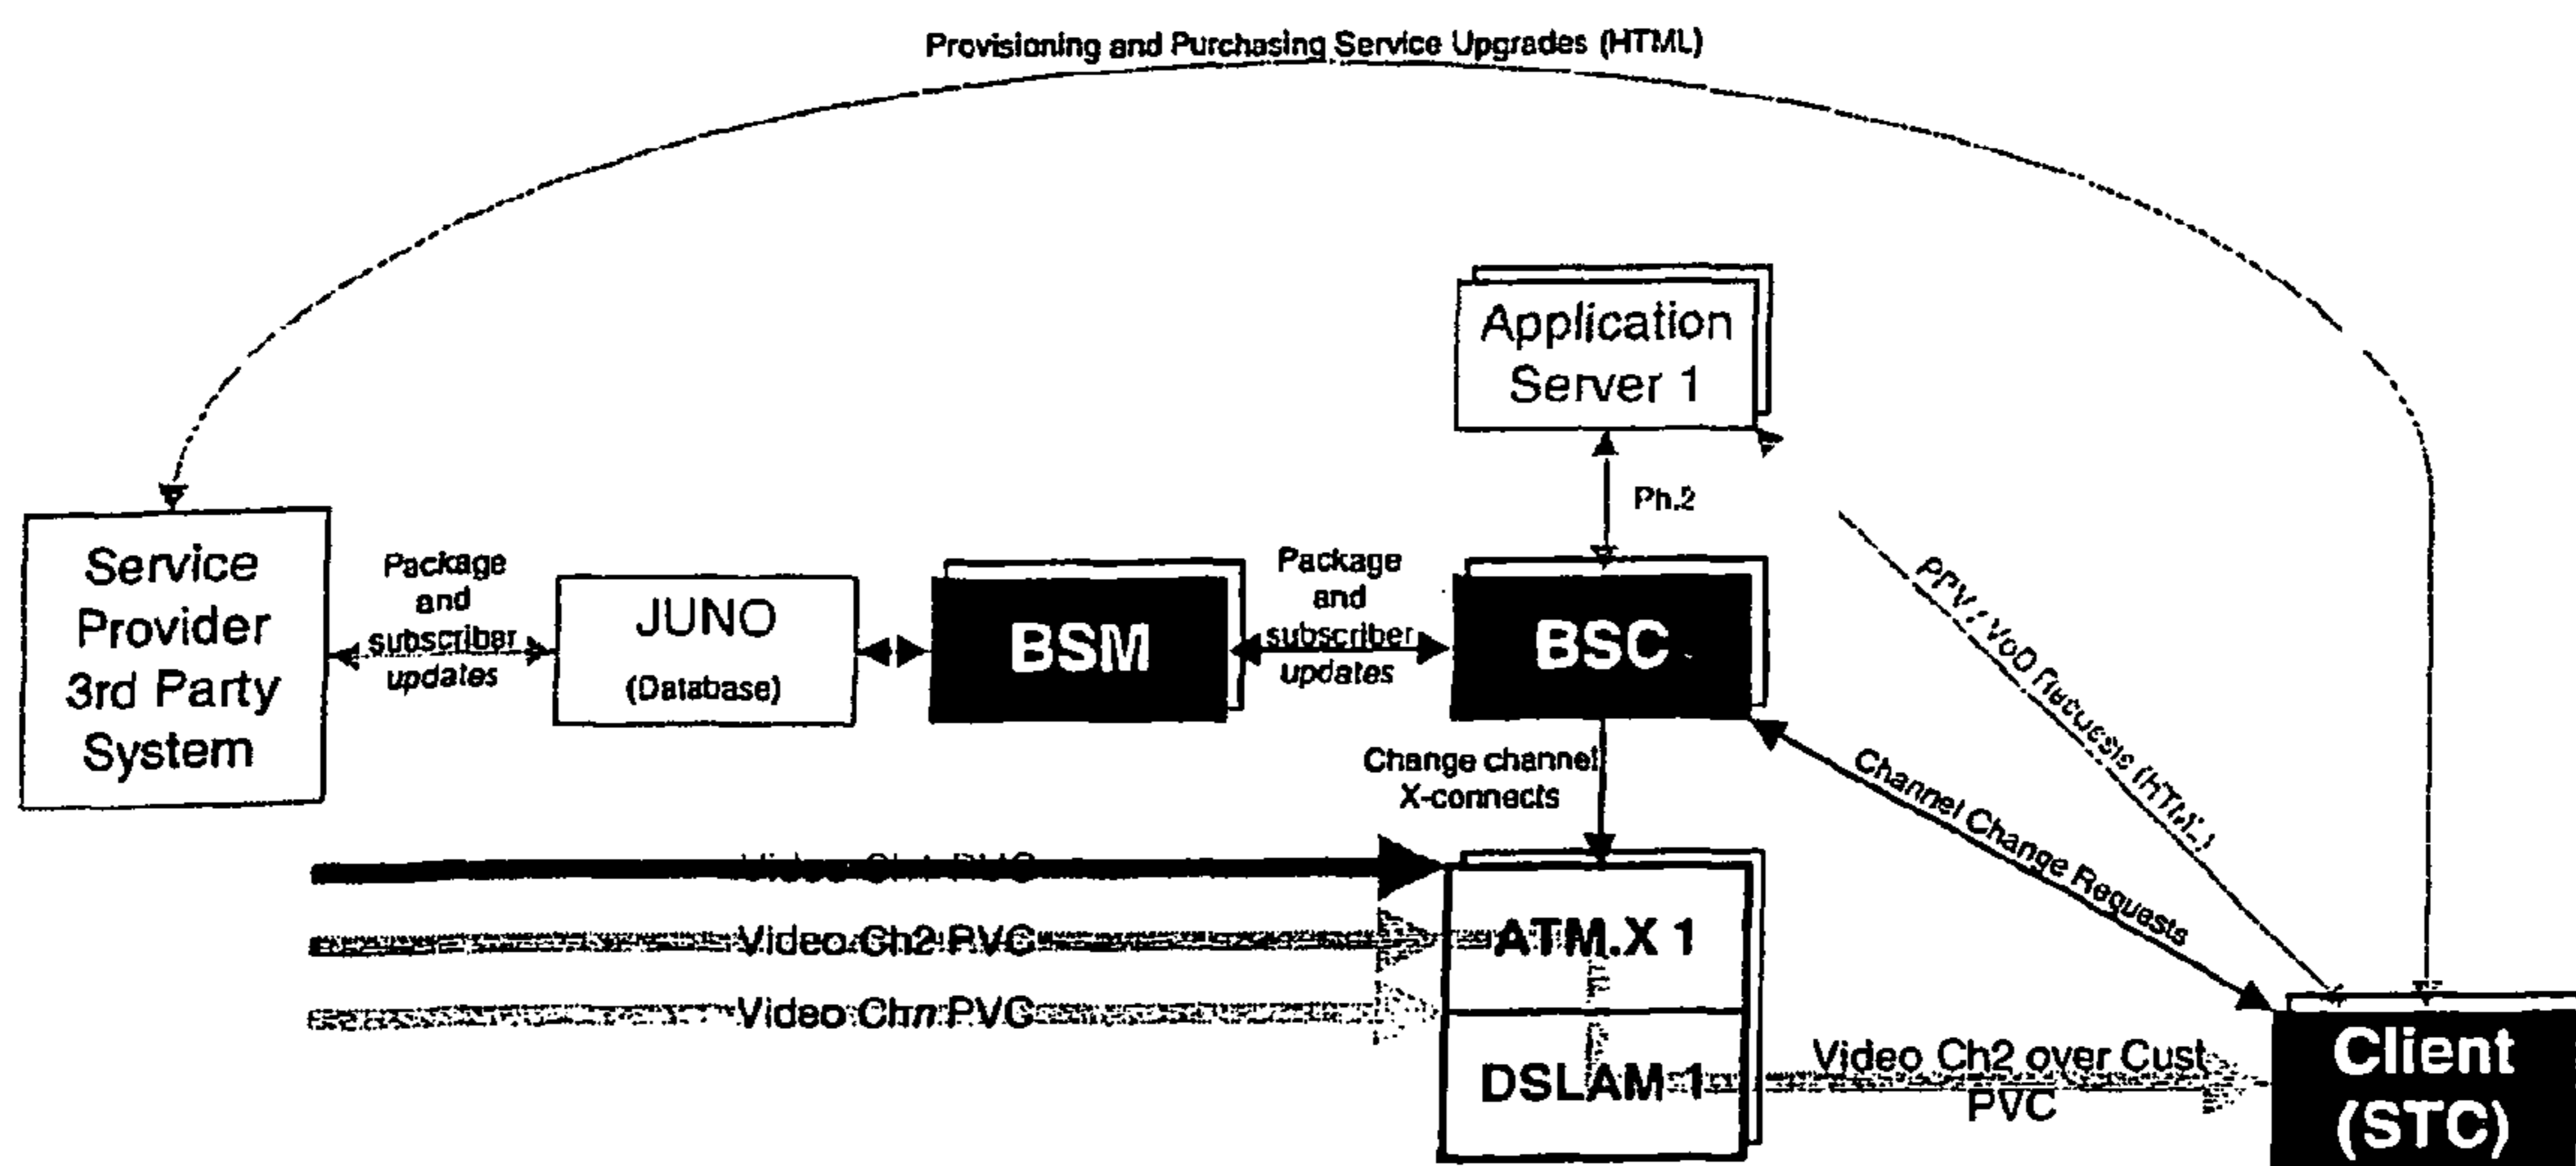 Provisioning and Purchasing Service Upgrades (HTML)
Application
Server 1
Ph.2
Service
Provider
3rd Party
System
Package
and
subscriber
updates
JUNO
(Database)
BSM
Package
and
subscriber
updates
BSC
PPV / VoD Requests (HTML)
Channel Change Requests
Change channel
X-connects
Video PVC
Video Ch2 PVC
Video Chn PVC
ATM.X 1
DSLAM 1
Video Ch2 over Cust
PVC
Client
(STC)